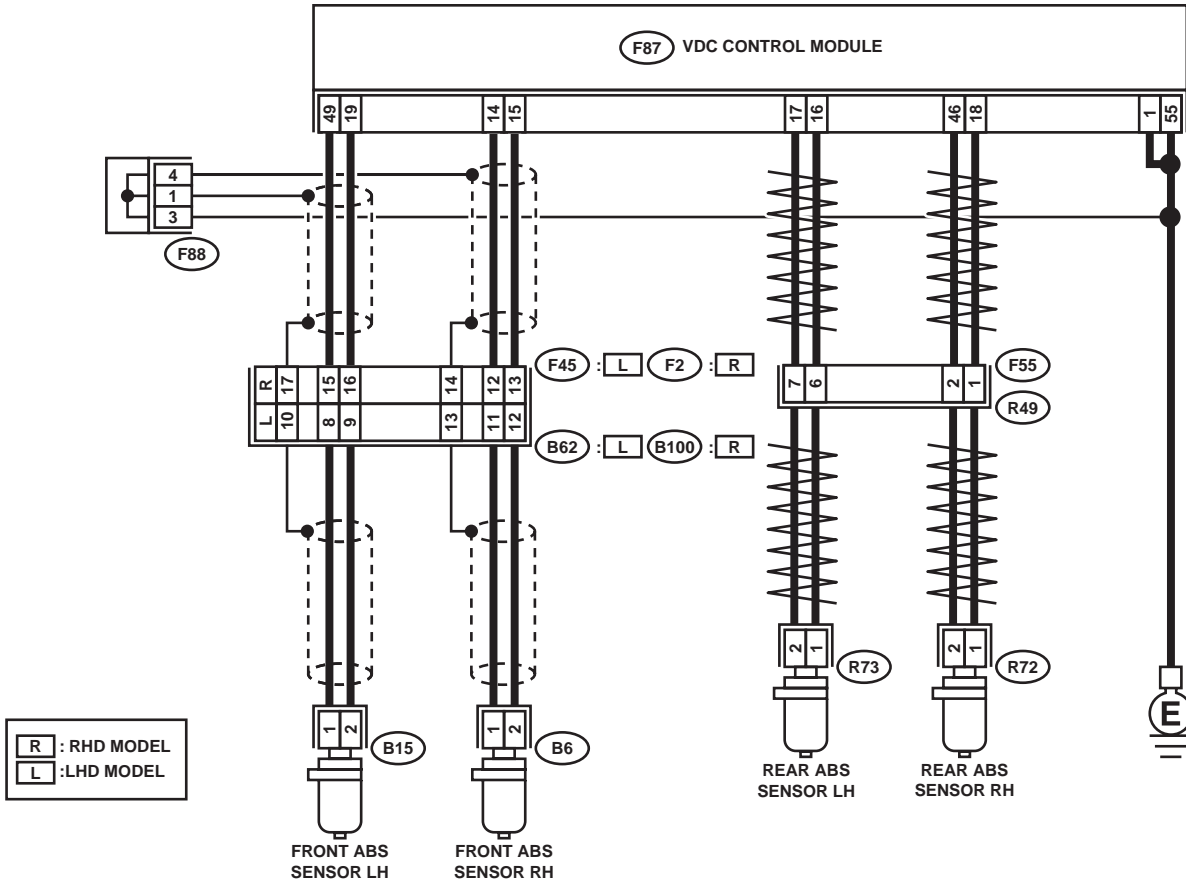 F87 VDC CONTROL MODULE
49 19 14 15 17 16 46 18 1 55
4
1
3
F88
R 17 15 16 14 12 13
L 10 8 9 13 11 12
F45 : L F2 : R
B62 : L B100 : R
7 6 2 1
F55
R49
2 1
R73
2 1
R72
E
1 2
B15
1 2
B6
R : RHD MODEL
L :LHD MODEL
REAR ABS
SENSOR LH
REAR ABS
SENSOR RH
FRONT ABS
SENSOR LH
FRONT ABS
SENSOR RH